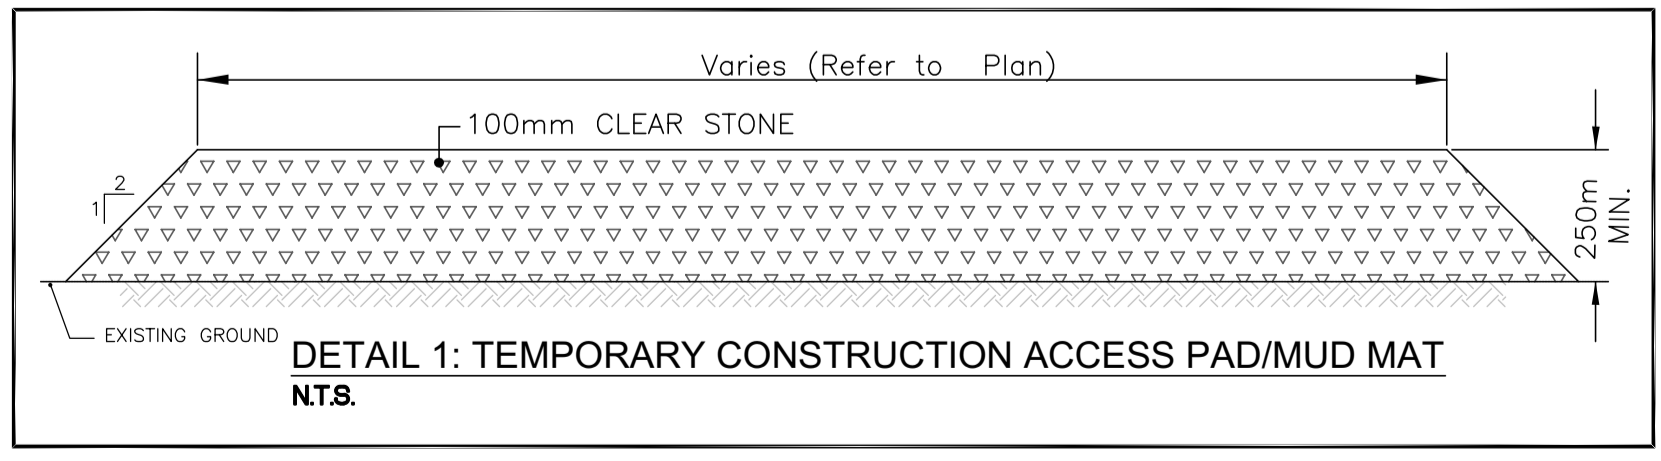 Varies (Refer to Plan)
100mm CLEAR STONE
2
1
250m
MIN.
EXISTING GROUND
DETAIL 1: TEMPORARY CONSTRUCTION ACCESS PAD/MUD MAT
N.T.S.